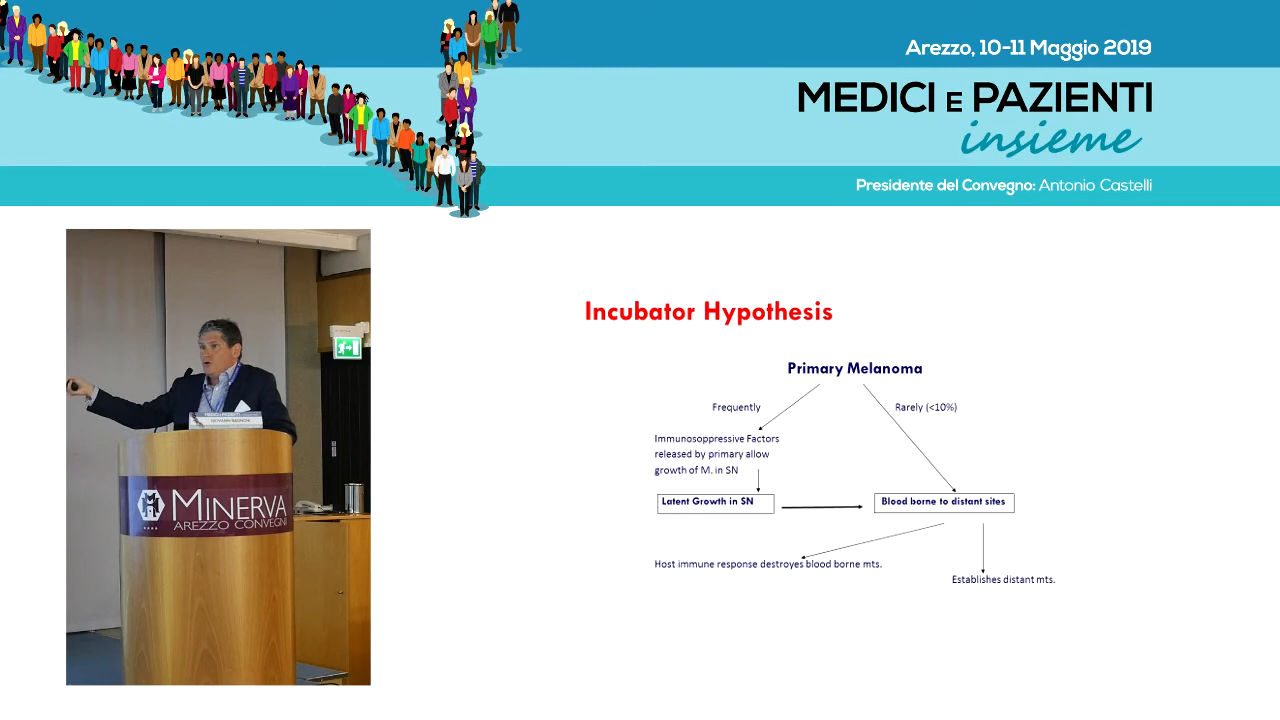 Arezzo, 10-11 Maggio 2019
MEDICI E PAZIENTI
insieme
Presidente del Convegno: Antonio Castelli
Incubator Hypothesis
Primary Melanoma
Frequently
Rarely (<10%)
Immunosoppressive Factors
released by primary allow
growth of M. in SN
Latent Growth in SN
Blood borne to distant sites
Host immune response destroyes blood borne mts.
Establishes distant mts.
MEDICI E PAZIENTI
MINERVA
AREZZO CONVEGNI